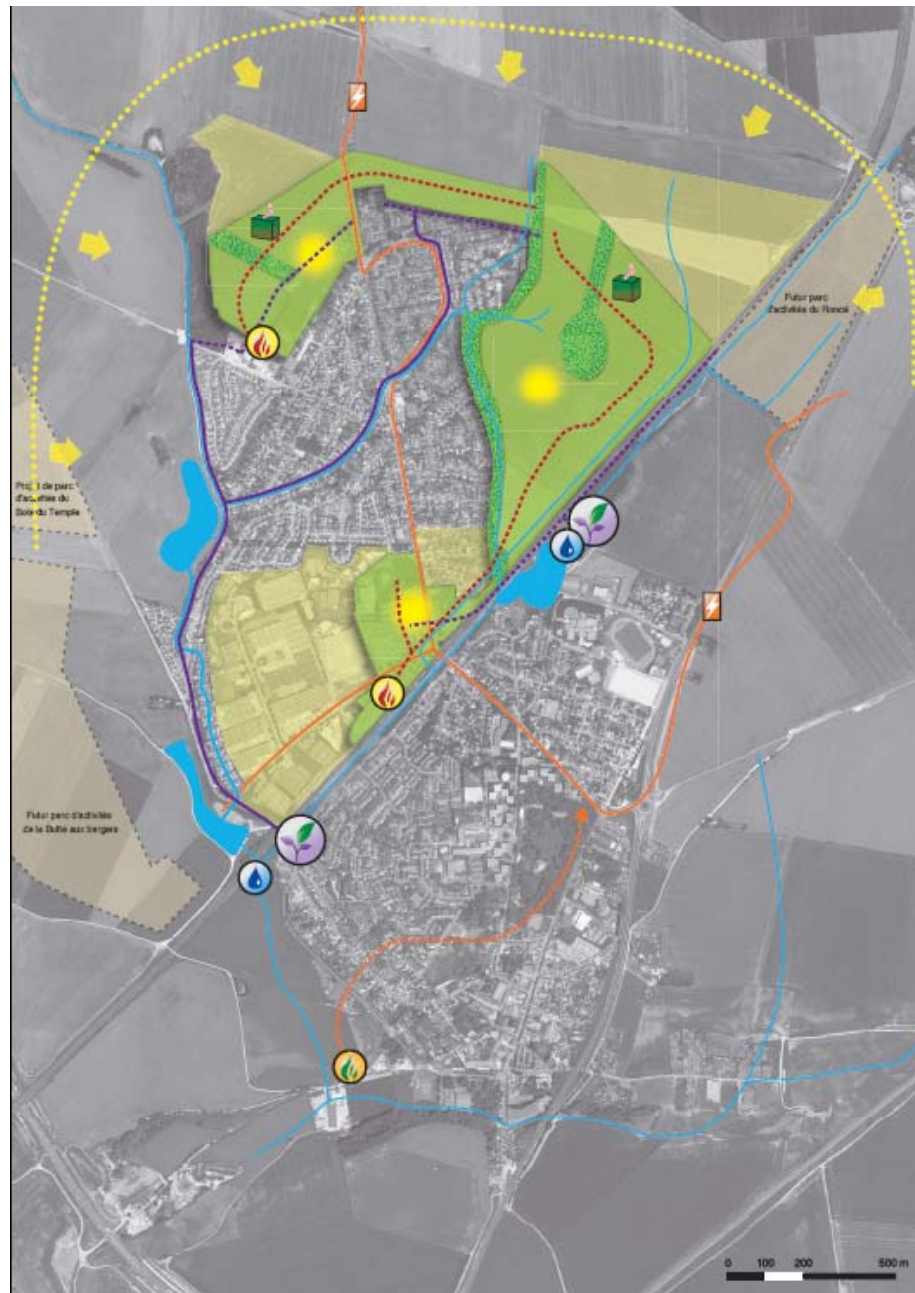 Futur parc
d'activités du Rancé
Projet de parc
d'activités du
Bois du Temple
Futur parc d'activités
de la Butte aux bergers
0 100 200 500 m